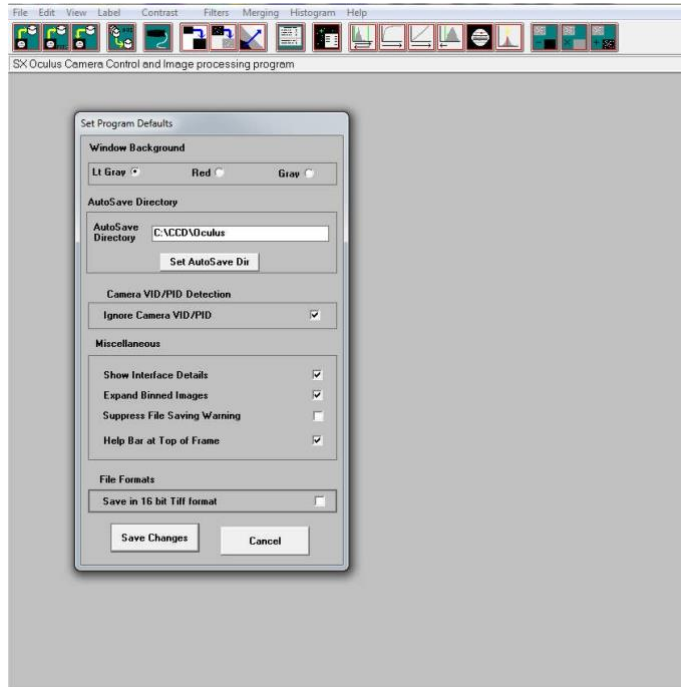 File Edit View Label Contrast Filters Merging Histogram Help
SX Oculus Camera Control and Image processing program
Set Program Defaults
Window Background
Lt Gray Red Gray
AutoSave Directory
AutoSave
Directory C:\CCD\Oculus
Set AutoSave Dir
Camera VID/PID Detection
Ignore Camera VID/PID
Miscellaneous
Show Interface Details
Expand Binned Images
Suppress File Saving Warning
Help Bar at Top of Frame
File Formats
Save in 16 bit Tiff format
Save Changes Cancel